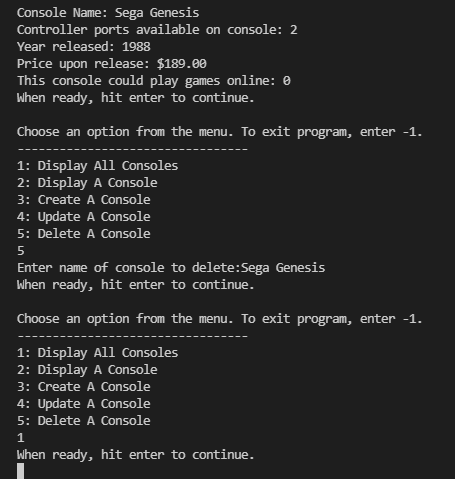 Console Name: Sega Genesis
Controller ports available on console: 2
Year released: 1988
Price upon release: $189.00
This console could play games online: 0
When ready, hit enter to continue.
Choose an option from the menu. To exit program, enter -1.
---------------------------------
1: Display All Consoles
2: Display A Console
3: Create A Console
4: Update A Console
5: Delete A Console
5
Enter name of console to delete:Sega Genesis
When ready, hit enter to continue.
Choose an option from the menu. To exit program, enter -1.
---------------------------------
1: Display All Consoles
2: Display A Console
3: Create A Console
4: Update A Console
5: Delete A Console
1
When ready, hit enter to continue.